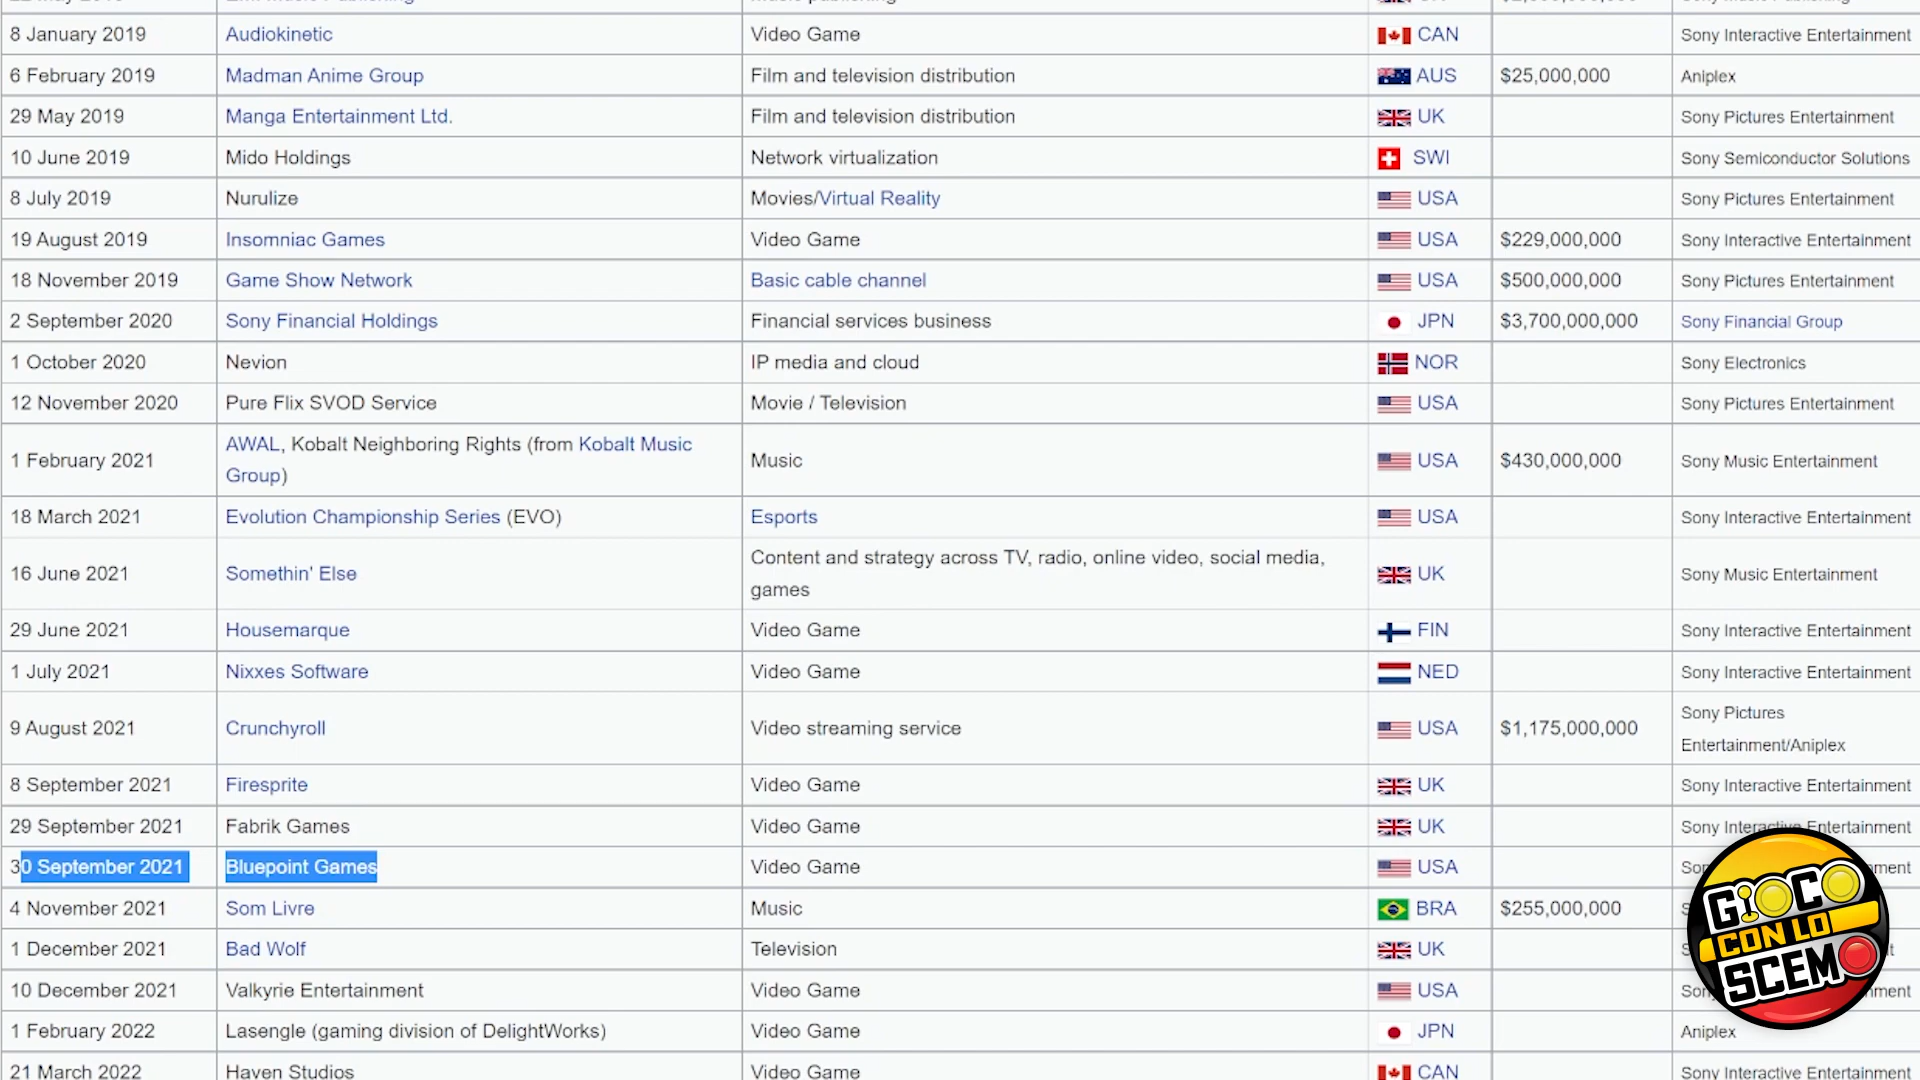 8 January 2019 Audiokinetic Video Game CAN Sony Interactive Entertainment
6 February 2019 Madman Anime Group Film and television distribution AUS $25,000,000 Aniplex
29 May 2019 Manga Entertainment Ltd. Film and television distribution UK Sony Pictures Entertainment
10 June 2019 Mido Holdings Network virtualization SWI Sony Semiconductor Solutions
8 July 2019 Nurulize Movies/Virtual Reality USA Sony Pictures Entertainment
19 August 2019 Insomniac Games Video Game USA $229,000,000 Sony Interactive Entertainment
18 November 2019 Game Show Network Basic cable channel USA $500,000,000 Sony Pictures Entertainment
2 September 2020 Sony Financial Holdings Financial services business JPN $3,700,000,000 Sony Financial Group
1 October 2020 Nevion IP media and cloud NOR Sony Electronics
12 November 2020 Pure Flix SVOD Service Movie / Television USA Sony Pictures Entertainment
1 February 2021 AWAL, Kobalt Neighboring Rights (from Kobalt Music
Group) Music USA $430,000,000 Sony Music Entertainment
18 March 2021 Evolution Championship Series (EVO) Esports USA Sony Interactive Entertainment
16 June 2021 Somethin' Else Content and strategy across TV, radio, online video, social media,
games UK Sony Music Entertainment
29 June 2021 Housemarque Video Game FIN Sony Interactive Entertainment
1 July 2021 Nixxes Software Video Game NED Sony Interactive Entertainment
9 August 2021 Crunchyroll Video streaming service USA $1,175,000,000 Sony Pictures
Entertainment/Aniplex
8 September 2021 Firesprite Video Game UK Sony Interactive Entertainment
29 September 2021 Fabrik Games Video Game UK Sony Interactive Entertainment
30 September 2021 Bluepoint Games Video Game USA
4 November 2021 Som Livre Music BRA $255,000,000
1 December 2021 Bad Wolf Television UK
10 December 2021 Valkyrie Entertainment Video Game USA
1 February 2022 Lasengle (gaming division of DelightWorks) Video Game JPN Aniplex
21 March 2022 Haven Studios Video Game CAN Sony Interactive Entertainment
GIOCO
CON LO
SCEMO